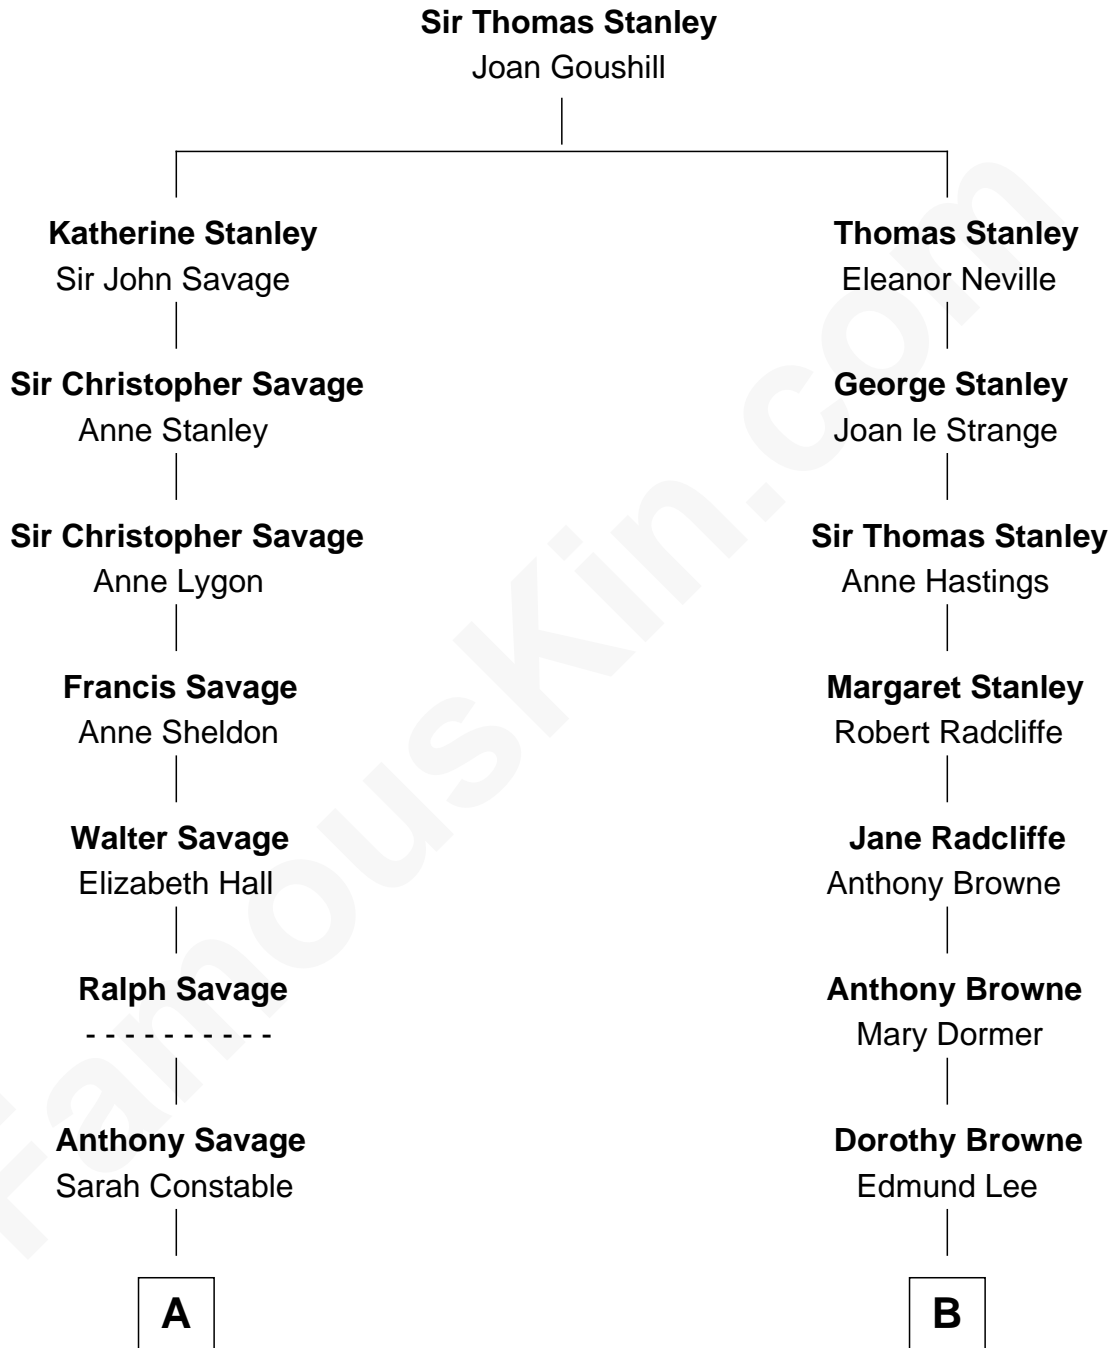 Sir Thomas Stanley
Joan Goushill
Katherine Stanley
Sir John Savage
Thomas Stanley
Eleanor Neville
Sir Christopher Savage
Anne Stanley
George Stanley
Joan le Strange
Sir Christopher Savage
Anne Lygon
Sir Thomas Stanley
Anne Hastings
Francis Savage
Anne Sheldon
Margaret Stanley
Robert Radcliffe
Walter Savage
Elizabeth Hall
Jane Radcliffe
Anthony Browne
Ralph Savage
- - - - - - - - - -
Anthony Browne
Mary Dormer
Anthony Savage
Sarah Constable
Dorothy Browne
Edmund Lee
A
B
FamousKin.com